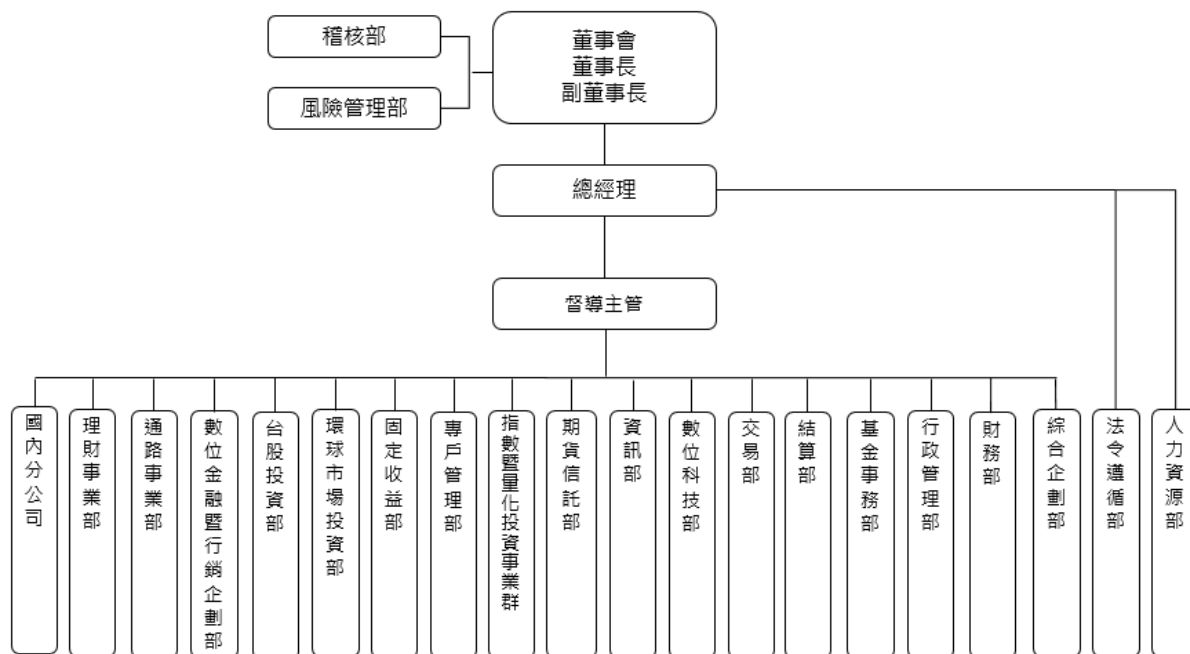 稽核部
風險管理部
董事會
董事長
副董事長
總經理
督導主管
國內分公司
理財事業部
通路事業部
數位金融暨行銷企劃部
台股投資部
環球市場投資部
固定收益部
專戶管理部
指數暨量化投資事業群
期貨信託部
資訊部
數位科技部
交易部
結算部
基金事務部
行政管理部
財務部
綜合企劃部
法令遵循部
人力資源部